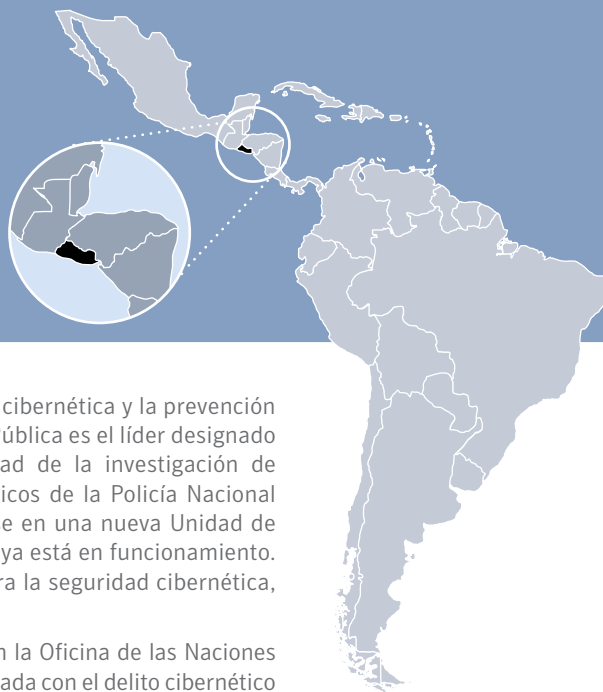 cibernética y la prevención
ública es el líder designado
ad de la investigación de
icos de la Policía Nacional
e en una nueva Unidad de
ya está en funcionamiento.
ra la seguridad cibernética,
n la Oficina de las Naciones
ada con el delito cibernético